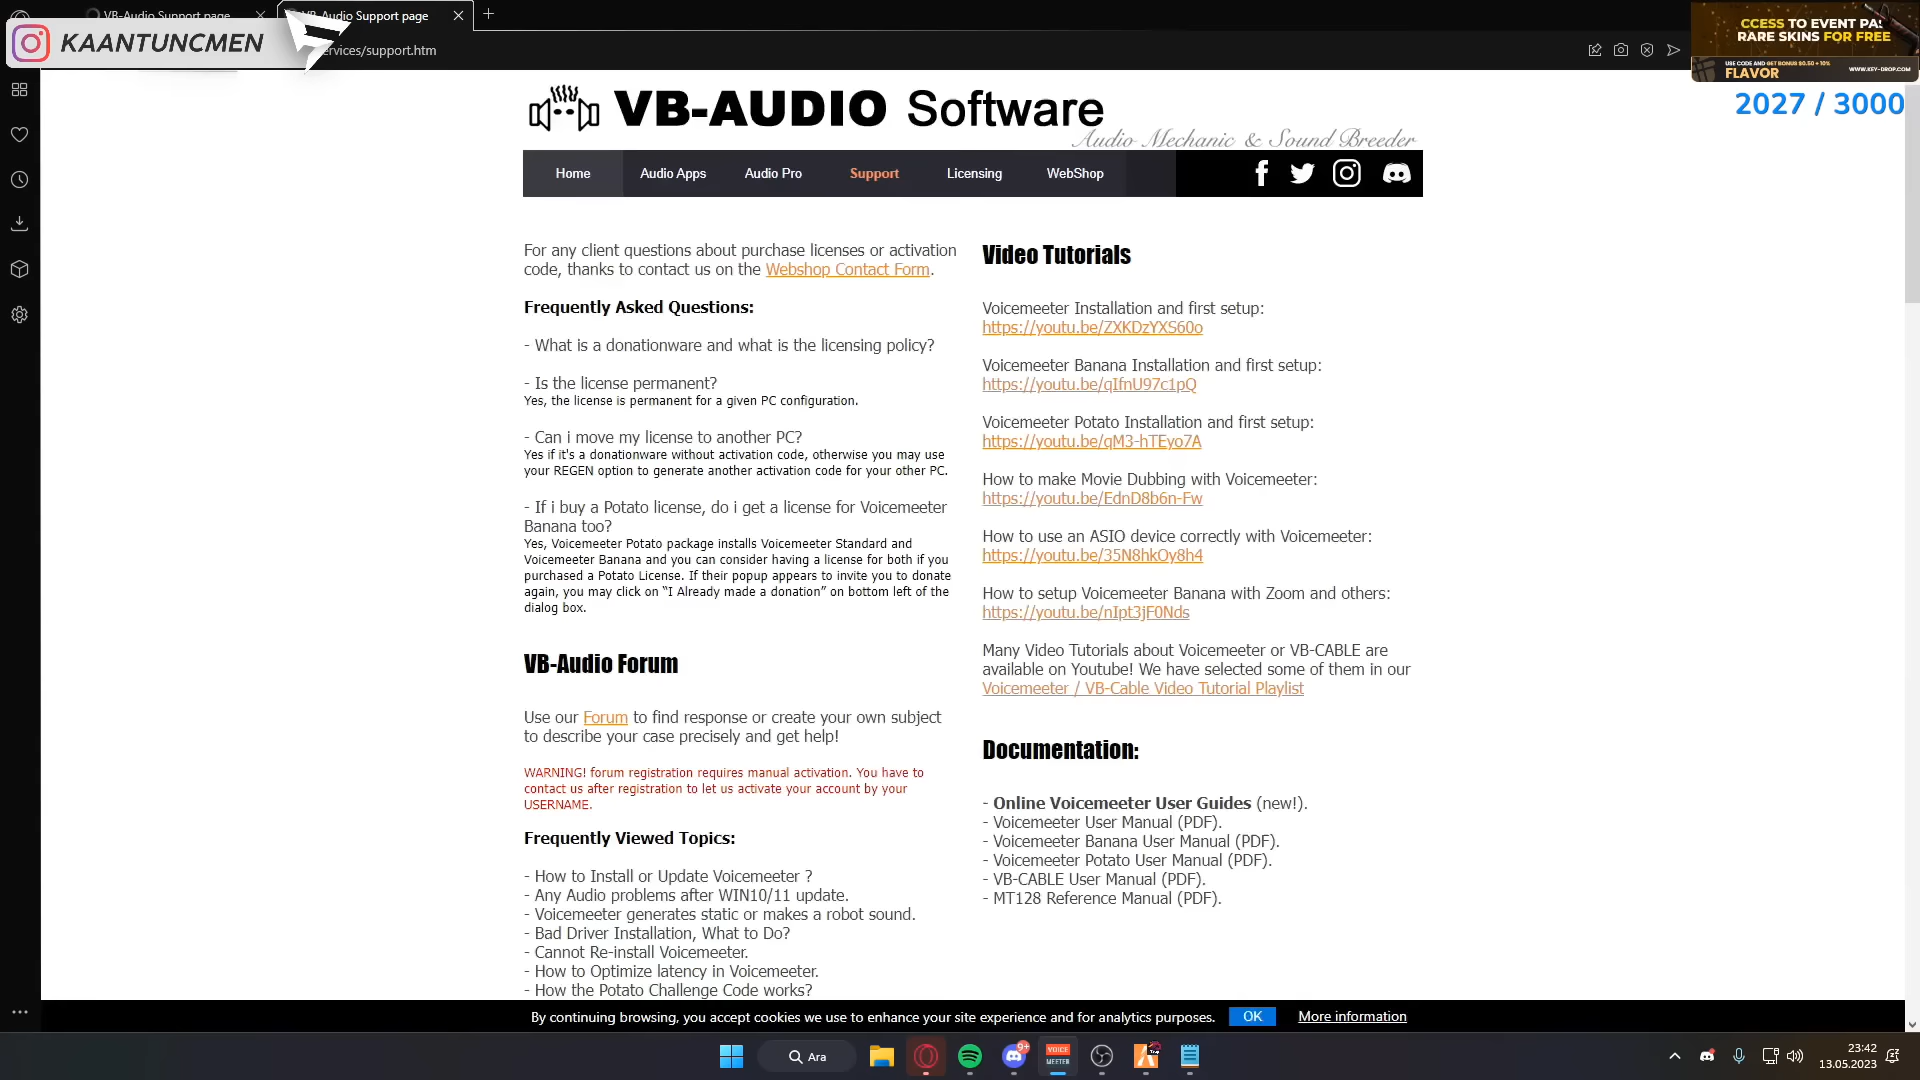 VB-Audio Support page
VB-Audio Support page
KAANTUNCMEN
ervices/support.htm
CCESS TO EVENT PAS
RARE SKINS FOR FREE
USE CODE AND GET BONUS $0.50 + 10%
FLAVOR
WWW.KEY-DROP.COM
2027 / 3000
VB-AUDIO Software
Audio Mechanic & Sound Breeder
Home Audio Apps Audio Pro Support Licensing WebShop
For any client questions about purchase licenses or activation
code, thanks to contact us on the Webshop Contact Form.
Frequently Asked Questions:
- What is a donationware and what is the licensing policy?
- Is the license permanent?
Yes, the license is permanent for a given PC configuration.
- Can i move my license to another PC?
Yes if it's a donationware without activation code, otherwise you may use
your REGEN option to generate another activation code for your other PC.
- If i buy a Potato license, do i get a license for Voicemeeter
Banana too?
Yes, Voicemeeter Potato package installs Voicemeeter Standard and
Voicemeeter Banana and you can consider having a license for both if you
purchased a Potato License. If their popup appears to invite you to donate
again, you may click on “I Already made a donation” on bottom left of the
dialog box.
VB-Audio Forum
Use our Forum to find response or create your own subject
to describe your case precisely and get help!
WARNING! forum registration requires manual activation. You have to
contact us after registration to let us activate your account by your
USERNAME.
Frequently Viewed Topics:
- How to Install or Update Voicemeeter ?
- Any Audio problems after WIN10/11 update.
- Voicemeeter generates static or makes a robot sound.
- Bad Driver Installation, What to Do?
- Cannot Re-install Voicemeeter.
- How to Optimize latency in Voicemeeter.
- How the Potato Challenge Code works?
Video Tutorials
Voicemeeter Installation and first setup:
https://youtu.be/ZXKDzYXS60o
Voicemeeter Banana Installation and first setup:
https://youtu.be/qIfnU97c1pQ
Voicemeeter Potato Installation and first setup:
https://youtu.be/qM3-hTEyo7A
How to make Movie Dubbing with Voicemeeter:
https://youtu.be/EdnD8b6n-Fw
How to use an ASIO device correctly with Voicemeeter:
https://youtu.be/35N8hkOy8h4
How to setup Voicemeeter Banana with Zoom and others:
https://youtu.be/nIpt3jF0Nds
Many Video Tutorials about Voicemeeter or VB-CABLE are
available on Youtube! We have selected some of them in our
Voicemeeter / VB-Cable Video Tutorial Playlist
Documentation:
- Online Voicemeeter User Guides (new!).
- Voicemeeter User Manual (PDF).
- Voicemeeter Banana User Manual (PDF).
- Voicemeeter Potato User Manual (PDF).
- VB-CABLE User Manual (PDF).
- MT128 Reference Manual (PDF).
By continuing browsing, you accept cookies we use to enhance your site experience and for analytics purposes. OK More information
Ara
9+
VOICE
MEETER
23:42
13.05.2023